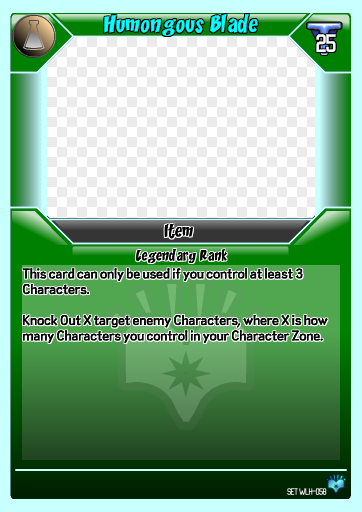 Humongous Blade
25
Item
Legendary Rank
This card can only be used if you control at least 3
Characters.
Knock Out X target enemy Characters, where X is how
many Characters you control in your Character Zone.
SET WLH-058